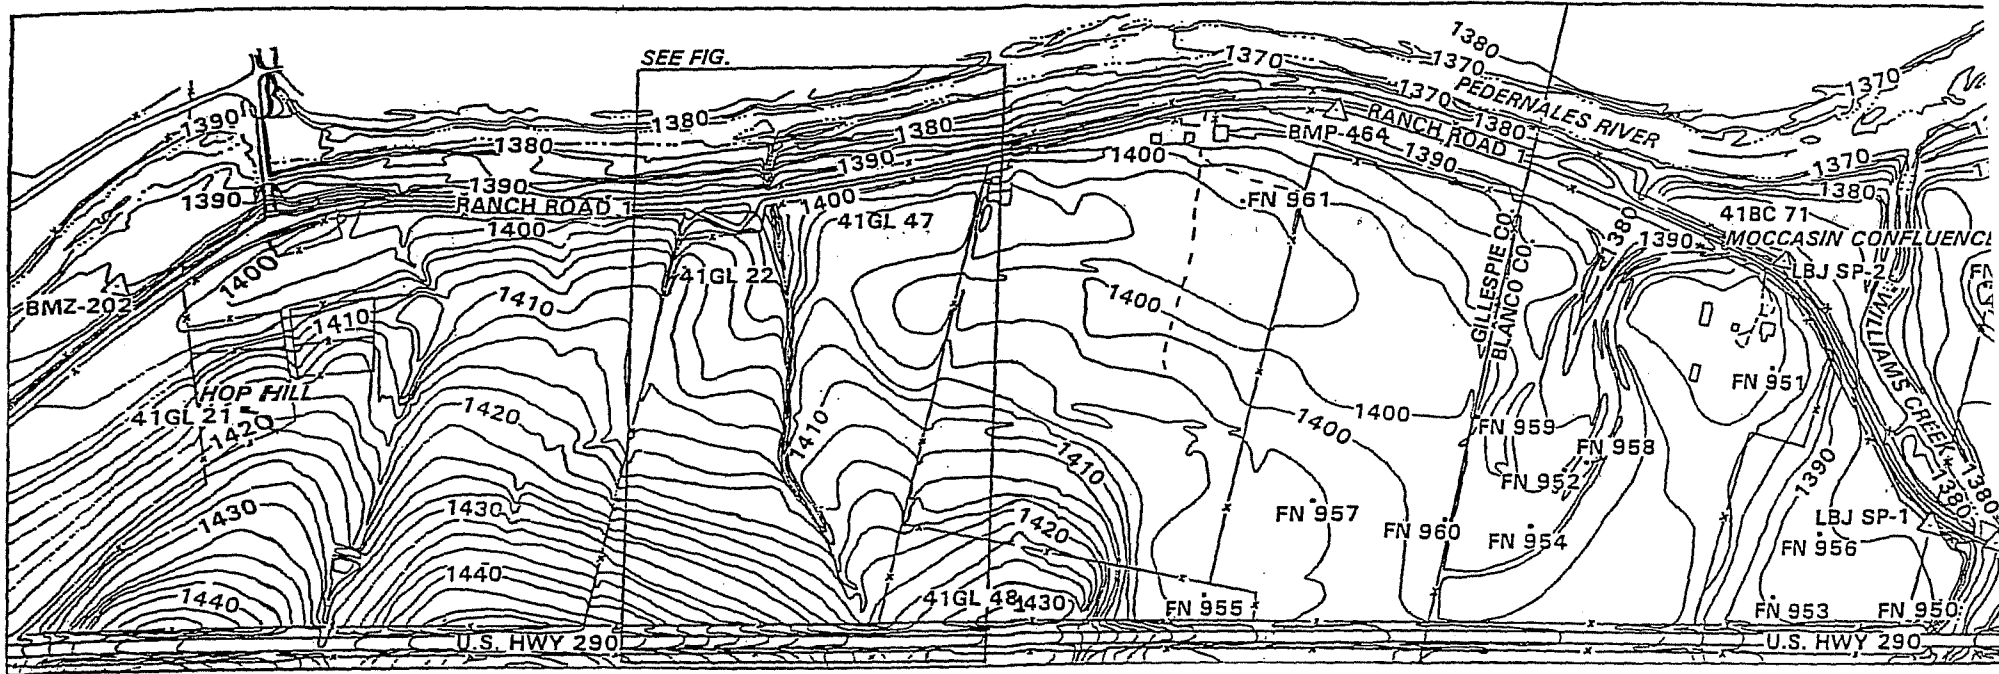 SEE FIG.
1380
1370
1370
1370
1370
PEDERNALES RIVER
1390
1380
1380
1380
1380
RANCH ROAD 1
BMP-464
1390
1390
1400
1370
1390
1390
1380
RANCH ROAD 1
1400
1400
41GL 47
FN 961
GILLESPIE CO.
BLANCO CO.
1380
41BC 71
1390
MOCCASIN CONFLUENCE
LBJ SP-2
FN
1400
41GL 22
BMZ-202
1410
1410
1400
WILLIAMS CREEK
HOP HILL
41GL 21
1420
1420
1410
1410
1400
1400
FN 951
FN 959
FN 958
FN 952
1390
1380
1380
1430
1430
1420
FN 957
FN 960
FN 954
LBJ SP-1
FN 956
1440
1440
41GL 48
1430
FN 955
FN 953
FN 950
U.S. HWY 290
U.S. HWY 290